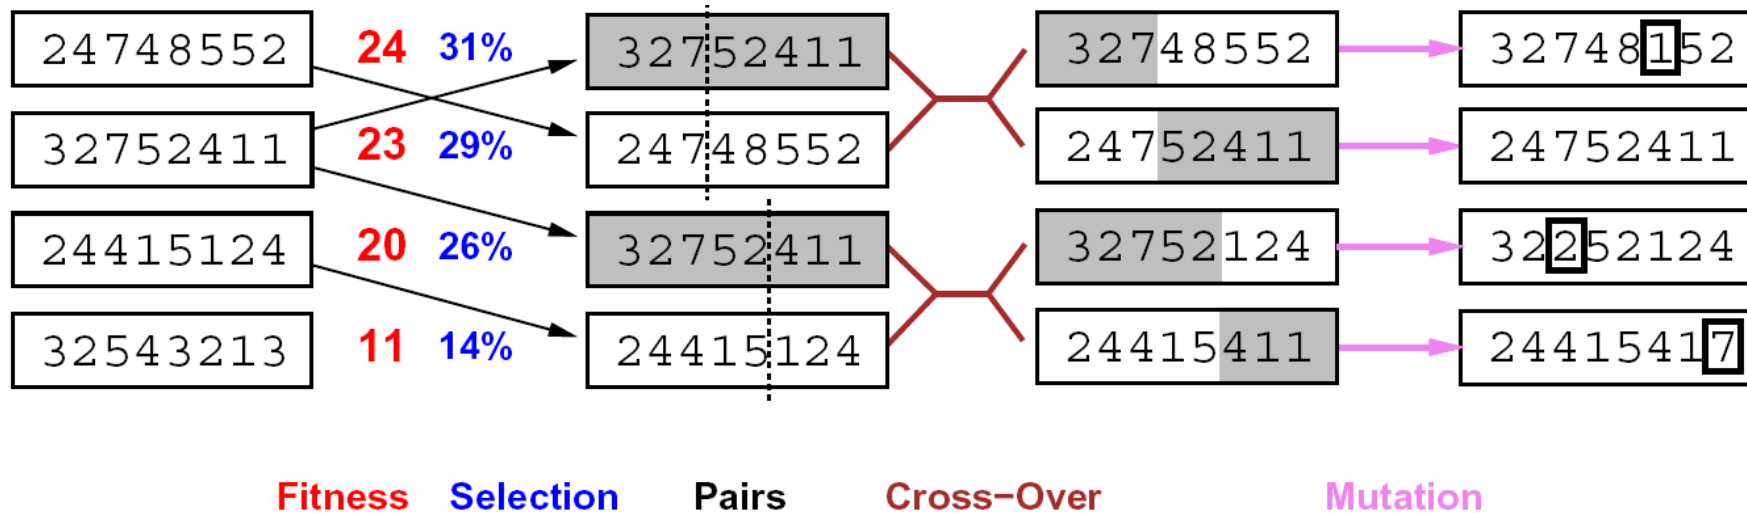 24748552 24 31% 32752411 32748552 32748152
32752411 23 29% 24748552 24752411 24752411
24415124 20 26% 32752411 32752124 32252124
32543213 11 14% 24415124 24415411 24415417
Fitness Selection Pairs Cross−Over Mutation